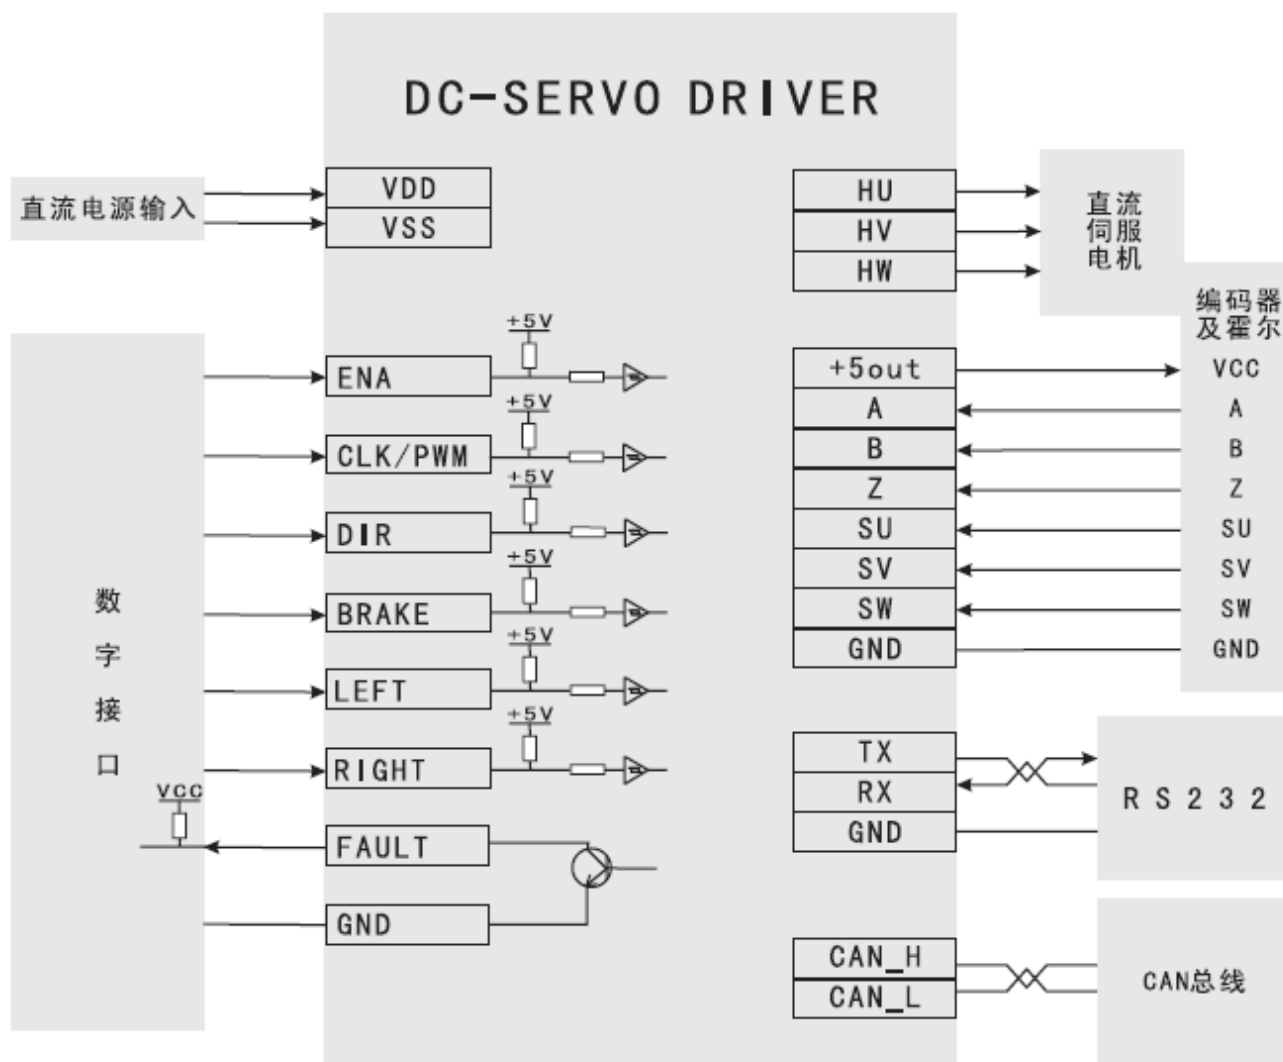 DC-SERVO DRIVER
直流电源输入
VDD
VSS
数
字
接
口
ENA
+5V
CLK/PWM
+5V
DIR
+5V
BRAKE
+5V
LEFT
+5V
RIGHT
+5V
VCC
FAULT
GND
HU
HV
HW
直流
伺服
电机
编码器
及霍尔
+5out
VCC
A
A
B
B
Z
Z
SU
SU
SV
SV
SW
SW
GND
GND
TX
RX
GND
RS232
CAN_H
CAN_L
CAN总线